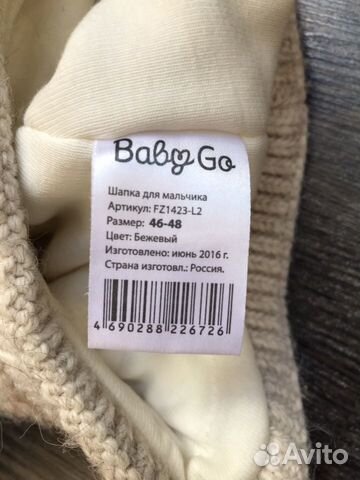 Baby Go
Шапка для мальчика
Артикул: FZ1423-L2
Размер: 46-48
Цвет: Бежевый
Изготовлено: июнь 2016 г.
Страна изготовл.: Россия.
4 690288 226726
Avito